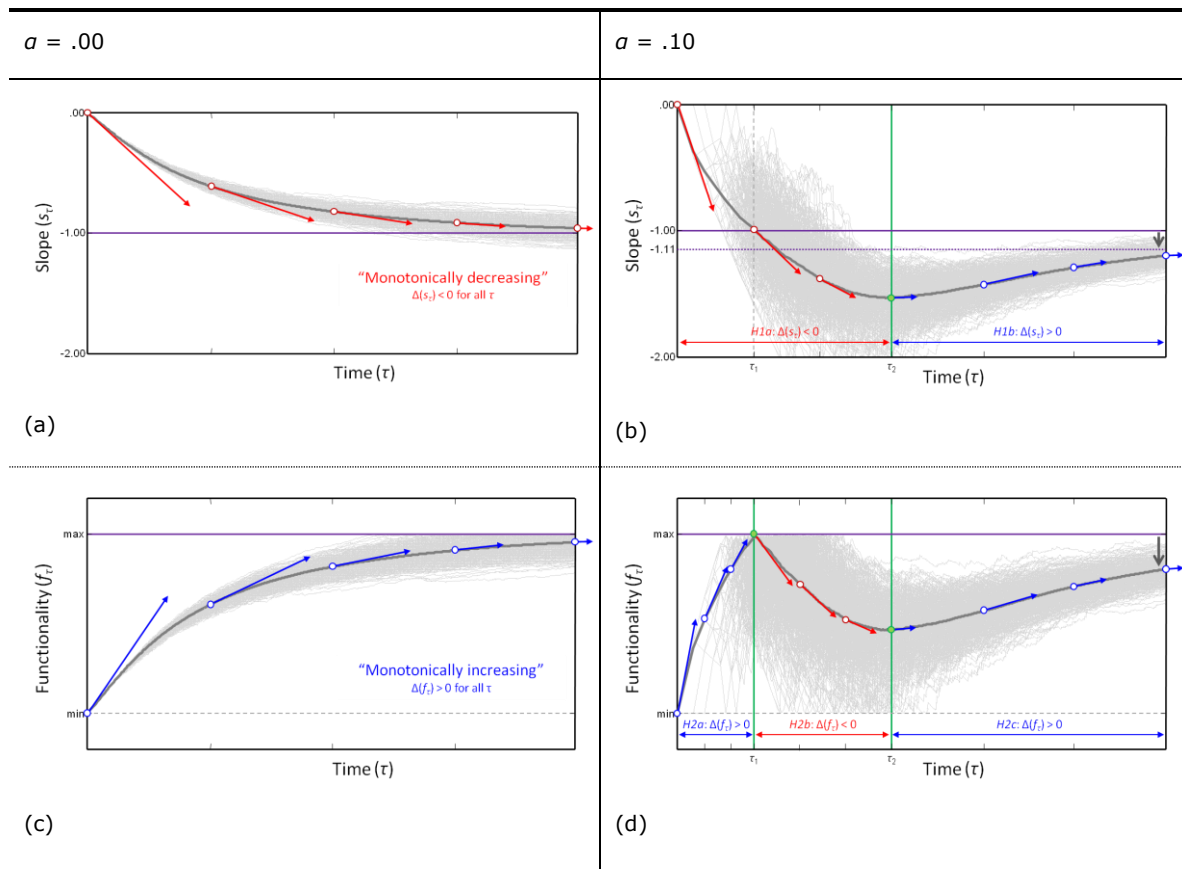 a = .00
a = .10
.00
-1.00
-2.00
Slope (sτ)
Time (τ)
“Monotonically decreasing”
Δ(sτ) < 0 for all τ
(a)
.00
-1.00
-1.11
-2.00
Slope (sτ)
H1a: Δ(sτ) < 0
H1b: Δ(sτ) > 0
τ1
τ2
Time (τ)
(b)
max
min
Functionality (fτ)
“Monotonically increasing”
Δ(fτ) > 0 for all τ
Time (τ)
(c)
max
min
Functionality (fτ)
H2a: Δ(fτ) > 0
H2b: Δ(fτ) < 0
H2c: Δ(fτ) > 0
τ1
τ2
Time (τ)
(d)